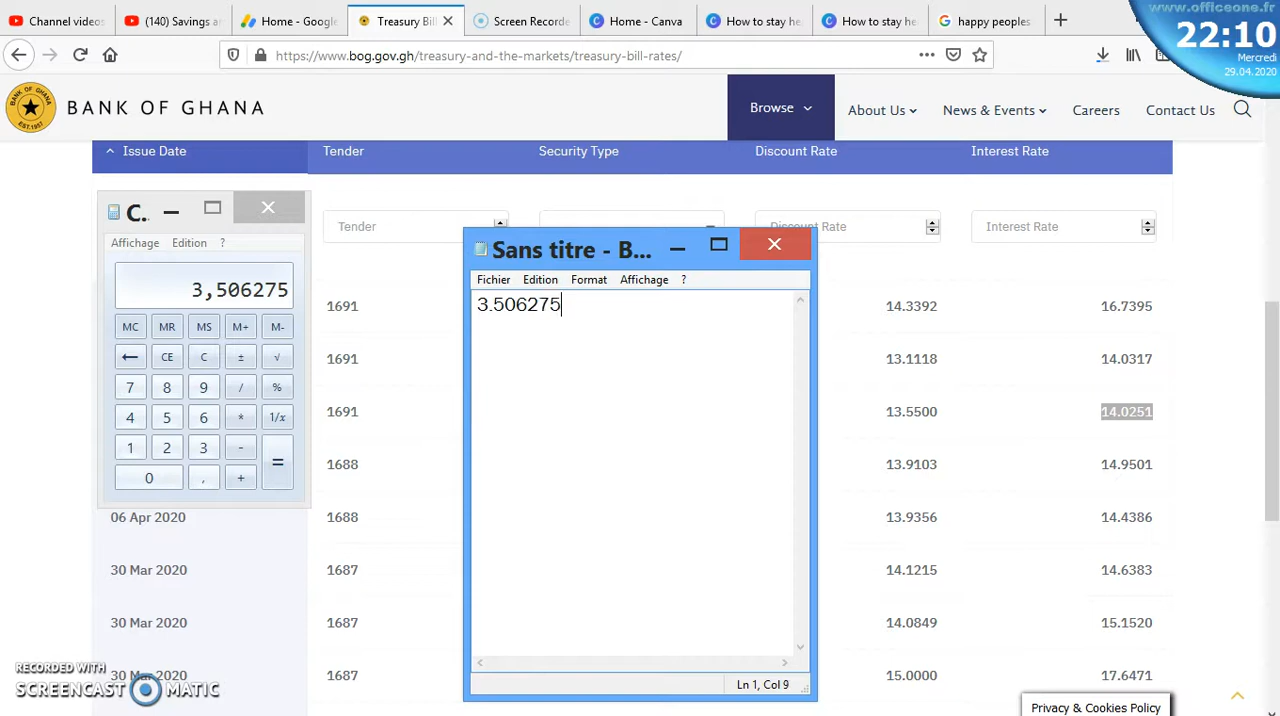 Channel videos
(140) Savings ar
Home - Google
Treasury Bil
Screen Recorde
Home - Canva
How to stay he
How to stay he
happy peoples
www.officeone.fr
22:10
Mercredi
29.04.2020
https://www.bog.gov.gh/treasury-and-the-markets/treasury-bill-rates/
EST.1957
BANK OF GHANA
Browse
About Us
News & Events
Careers
Contact Us
Issue Date
Tender
Security Type
Discount Rate
Interest Rate
Tender
Discount Rate
Interest Rate
C.
Affichage Edition ?
3,506275
MC MR MS M+ M-
← CE C ± √
7 8 9 / %
4 5 6 * 1/x
1 2 3 - =
0 , +
Sans titre - B...
Fichier Edition Format Affichage ?
3.506275
Ln 1, Col 9
1691 14.3392 16.7395
1691 13.1118 14.0317
1691 13.5500 14.0251
1688 13.9103 14.9501
06 Apr 2020 1688 13.9356 14.4386
30 Mar 2020 1687 14.1215 14.6383
30 Mar 2020 1687 14.0849 15.1520
30 Mar 2020 1687 15.0000 17.6471
RECORDED WITH
SCREENCAST MATIC
Privacy & Cookies Policy